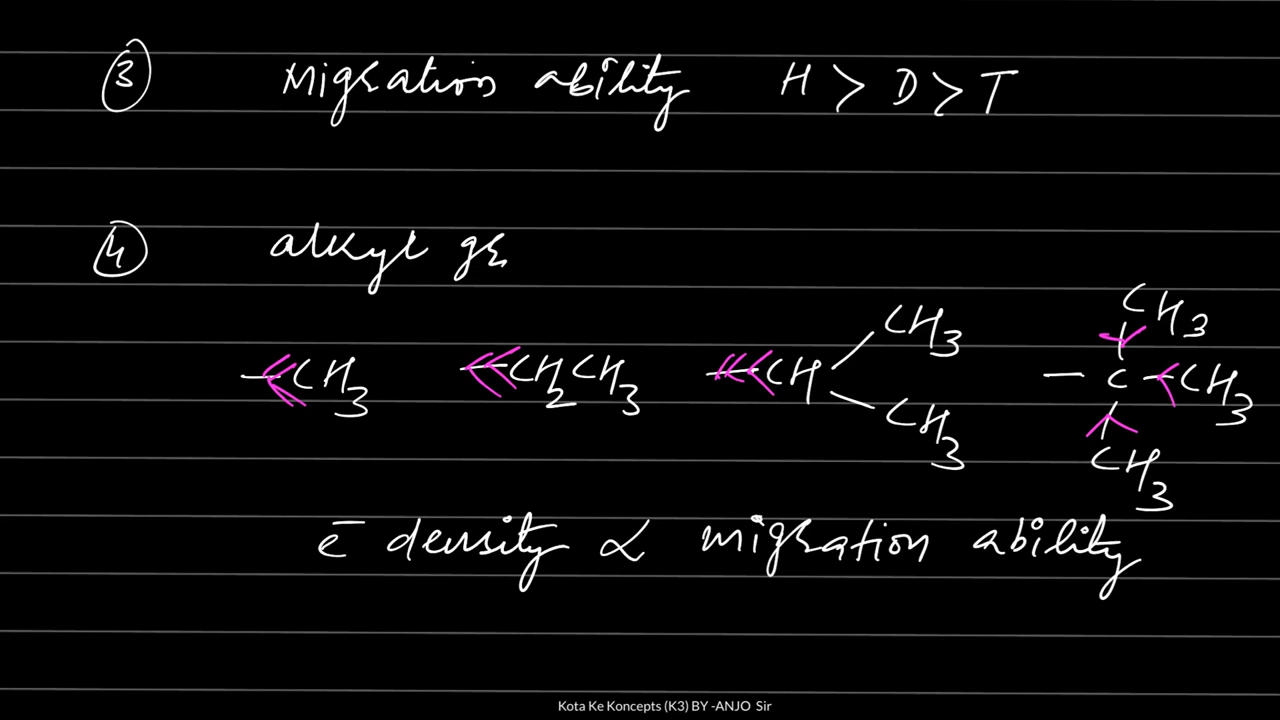 ③ Migration ability H > D > T
④ alkyl gr
CH3
—CH3 —CH2CH3 —CH CH3 —C—CH3
CH3 CH3
e⁻ density ∝ migration ability
Kota Ke Koncepts (K3) BY -ANJO Sir